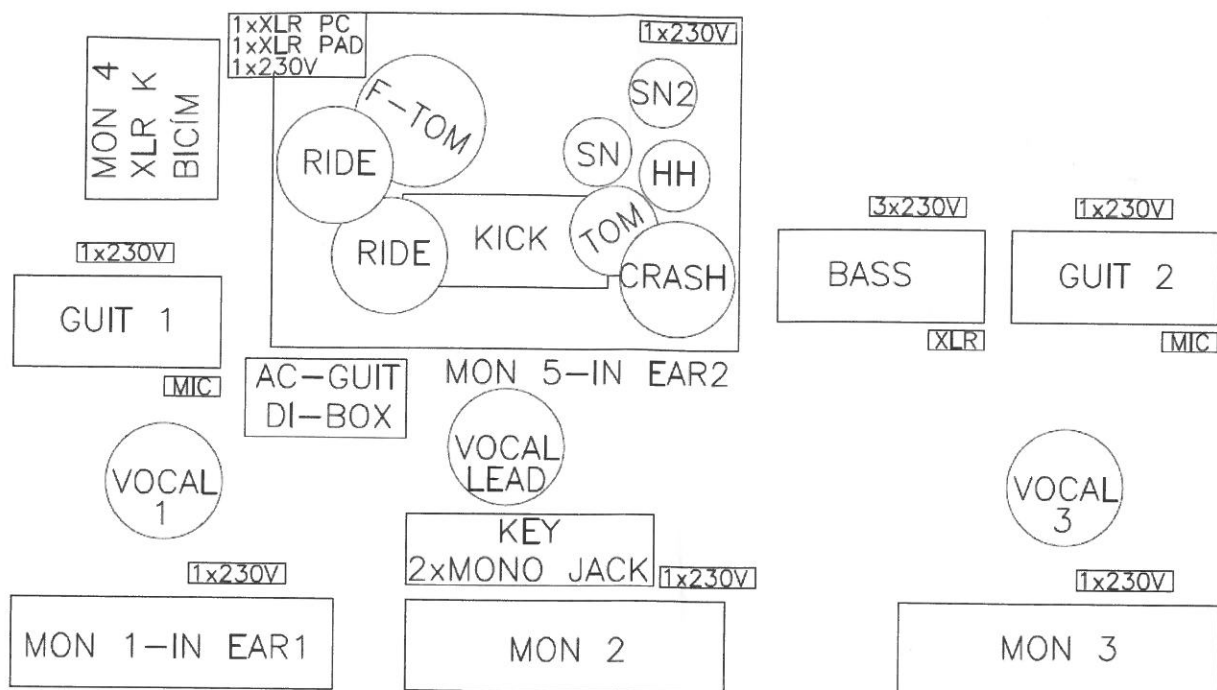 1xXLR PC
1xXLR PAD
1x230V
1x230V
MON 4
XLR K
BICÍM
F-TOM
SN2
RIDE
SN
HH
3x230V
1x230V
RIDE
KICK
TOM
CRASH
1x230V
BASS
GUIT 2
GUIT 1
XLR
MIC
MIC
AC-GUIT
DI-BOX
MON 5-IN EAR2
VOCAL
LEAD
VOCAL
1
VOCAL
3
KEY
2xMONO JACK
1x230V
1x230V
1x230V
MON 1-IN EAR1
MON 2
MON 3